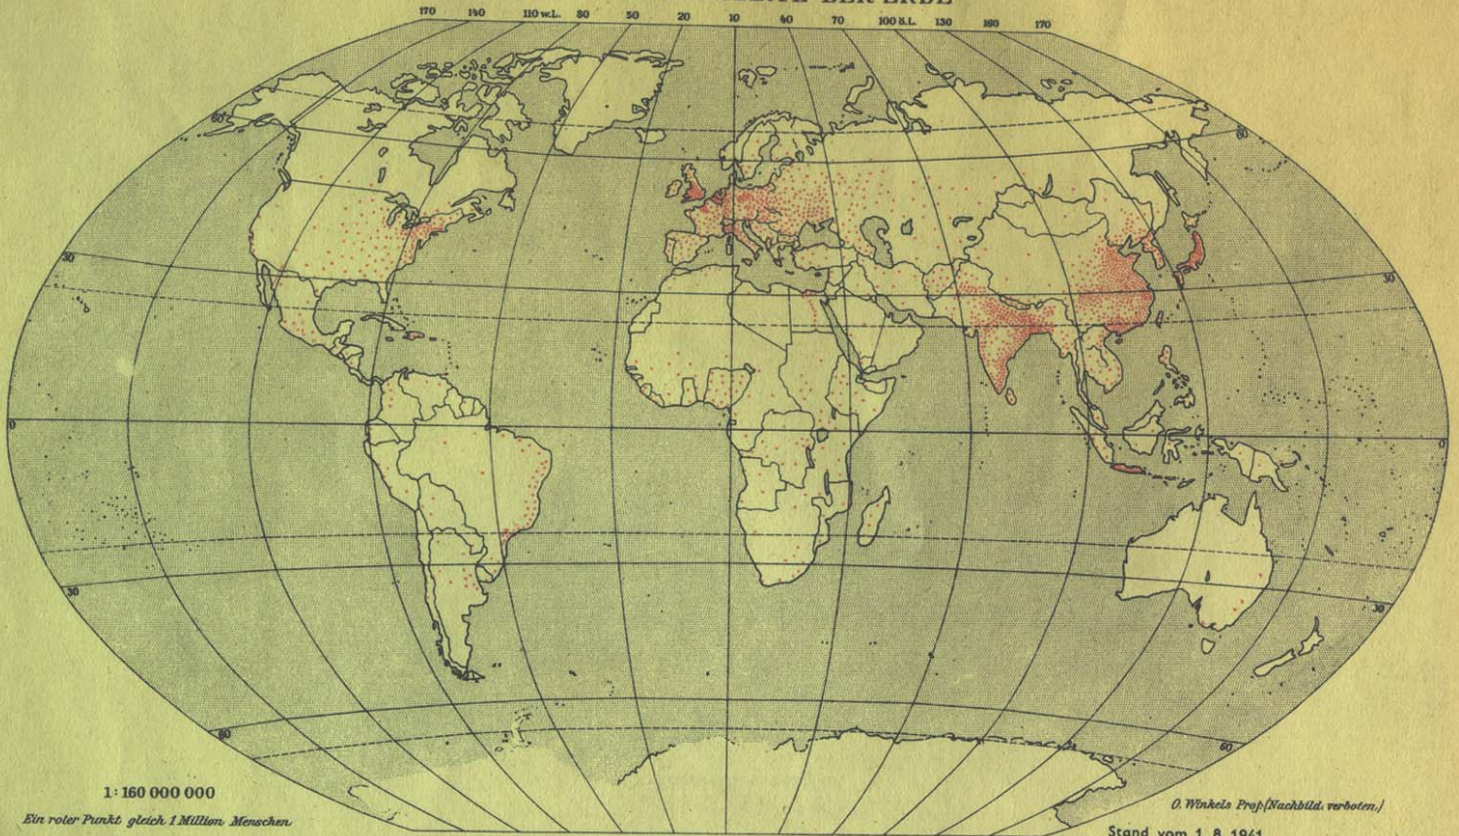 DER ERDE
170 140 110 w.L. 80 50 20 10 40 70 100 ö.L. 130 160 170
60 60
30 30
0 0
30 30
60 60
1:160 000 000
Ein roter Punkt gleich 1 Million Menschen
O. Winkels Proj. (Nachbild. verboten.)
Stand vom 1. 8. 1941